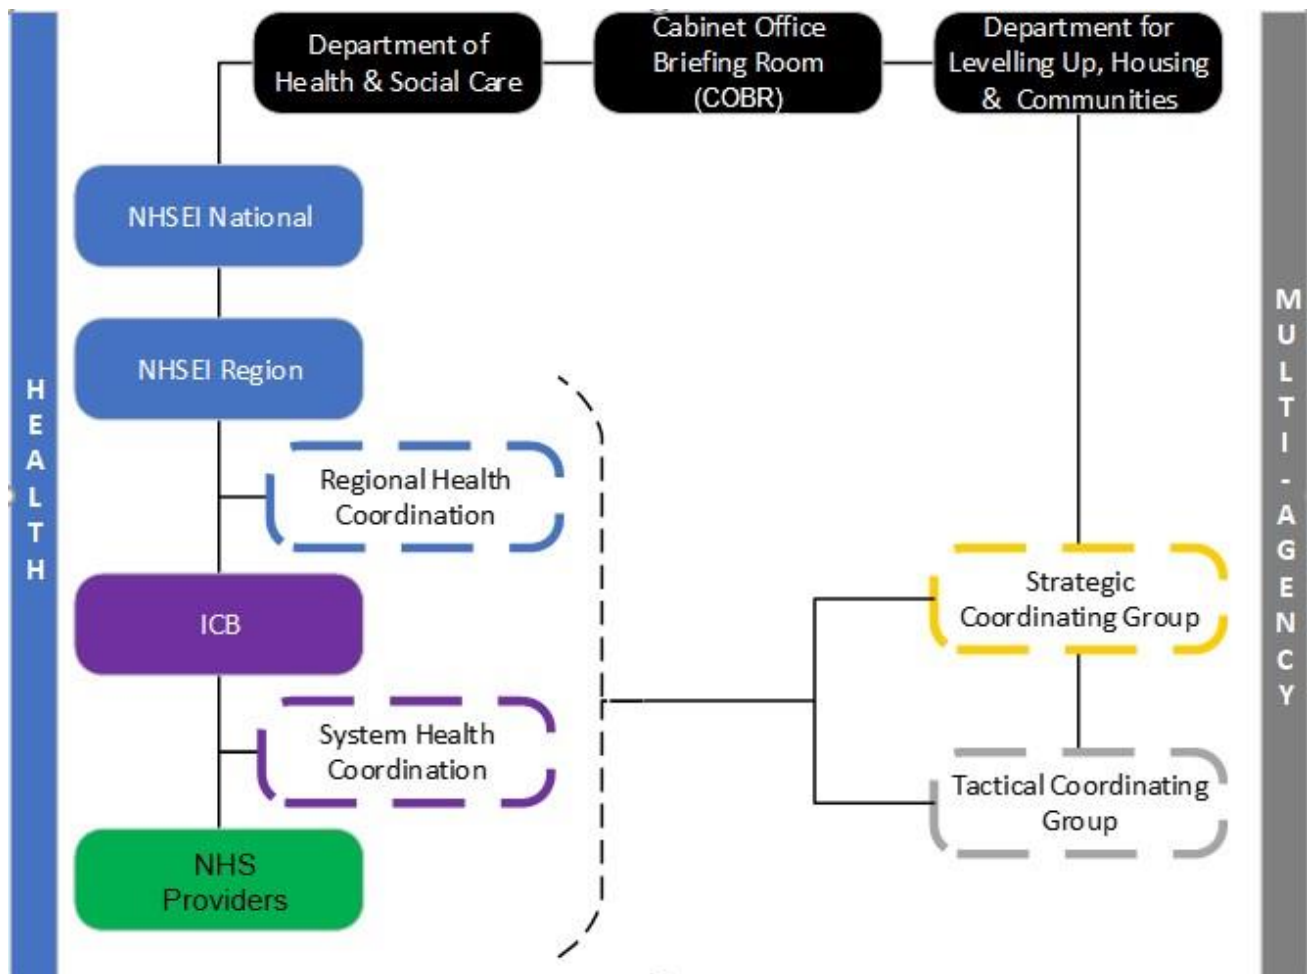 Department of
Health & Social Care
Cabinet Office
Briefing Room
(COBR)
Department for
Levelling Up, Housing
& Communities
NHSEI National
NHSEI Region
Regional Health
Coordination
ICB
System Health
Coordination
NHS
Providers
Strategic
Coordinating Group
Tactical Coordinating
Group
HEALTH
MULTI-AGENCY